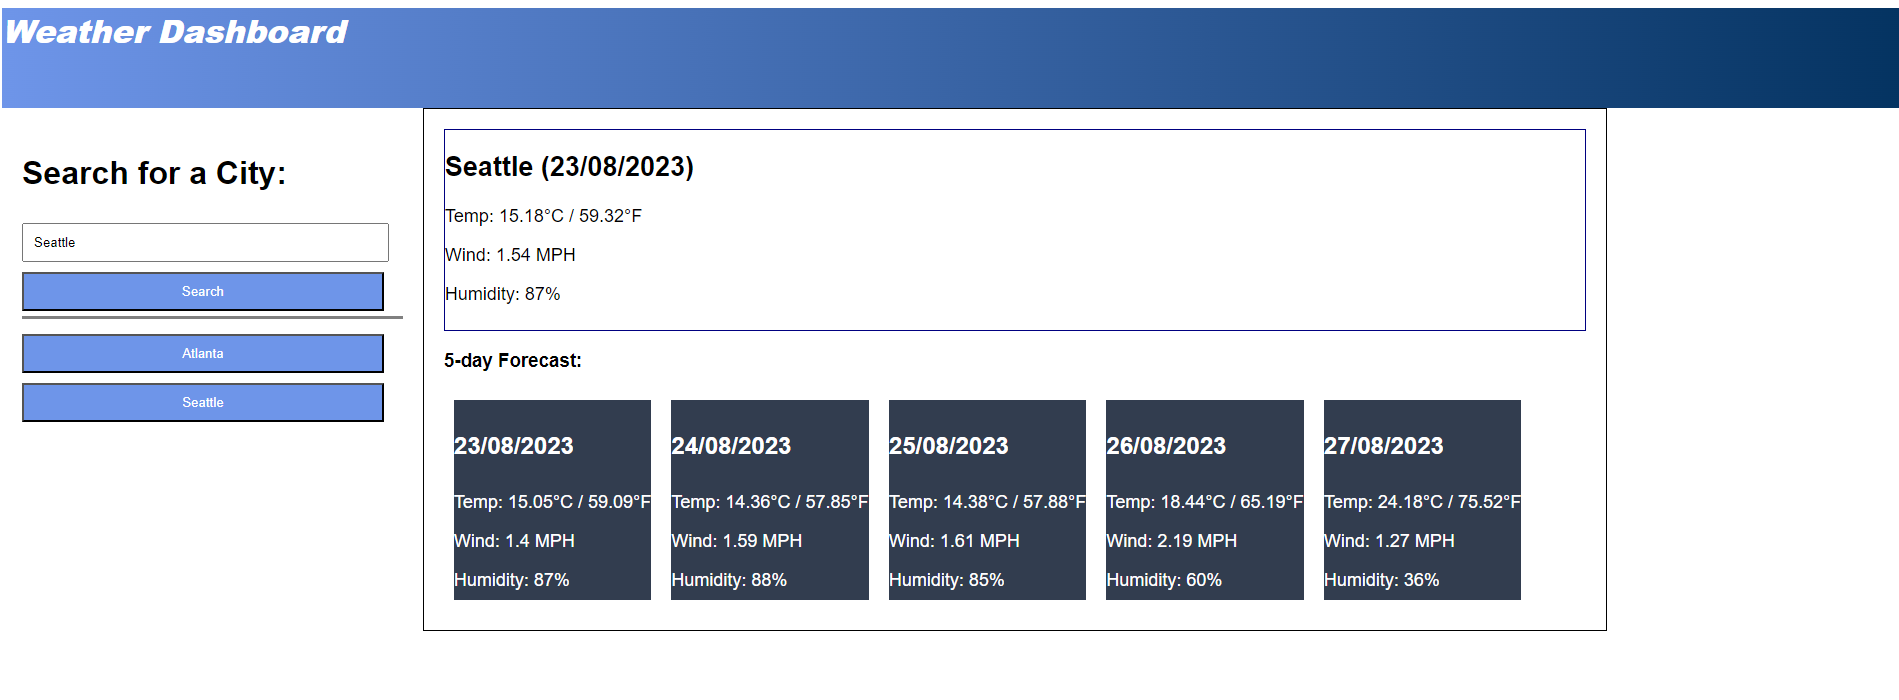 Weather Dashboard
Search for a City:
Seattle
Search
Atlanta
Seattle
Seattle (23/08/2023)
Temp: 15.18°C / 59.32°F
Wind: 1.54 MPH
Humidity: 87%
5-day Forecast:
23/08/2023
Temp: 15.05°C / 59.09°F
Wind: 1.4 MPH
Humidity: 87%
24/08/2023
Temp: 14.36°C / 57.85°F
Wind: 1.59 MPH
Humidity: 88%
25/08/2023
Temp: 14.38°C / 57.88°F
Wind: 1.61 MPH
Humidity: 85%
26/08/2023
Temp: 18.44°C / 65.19°F
Wind: 2.19 MPH
Humidity: 60%
27/08/2023
Temp: 24.18°C / 75.52°F
Wind: 1.27 MPH
Humidity: 36%